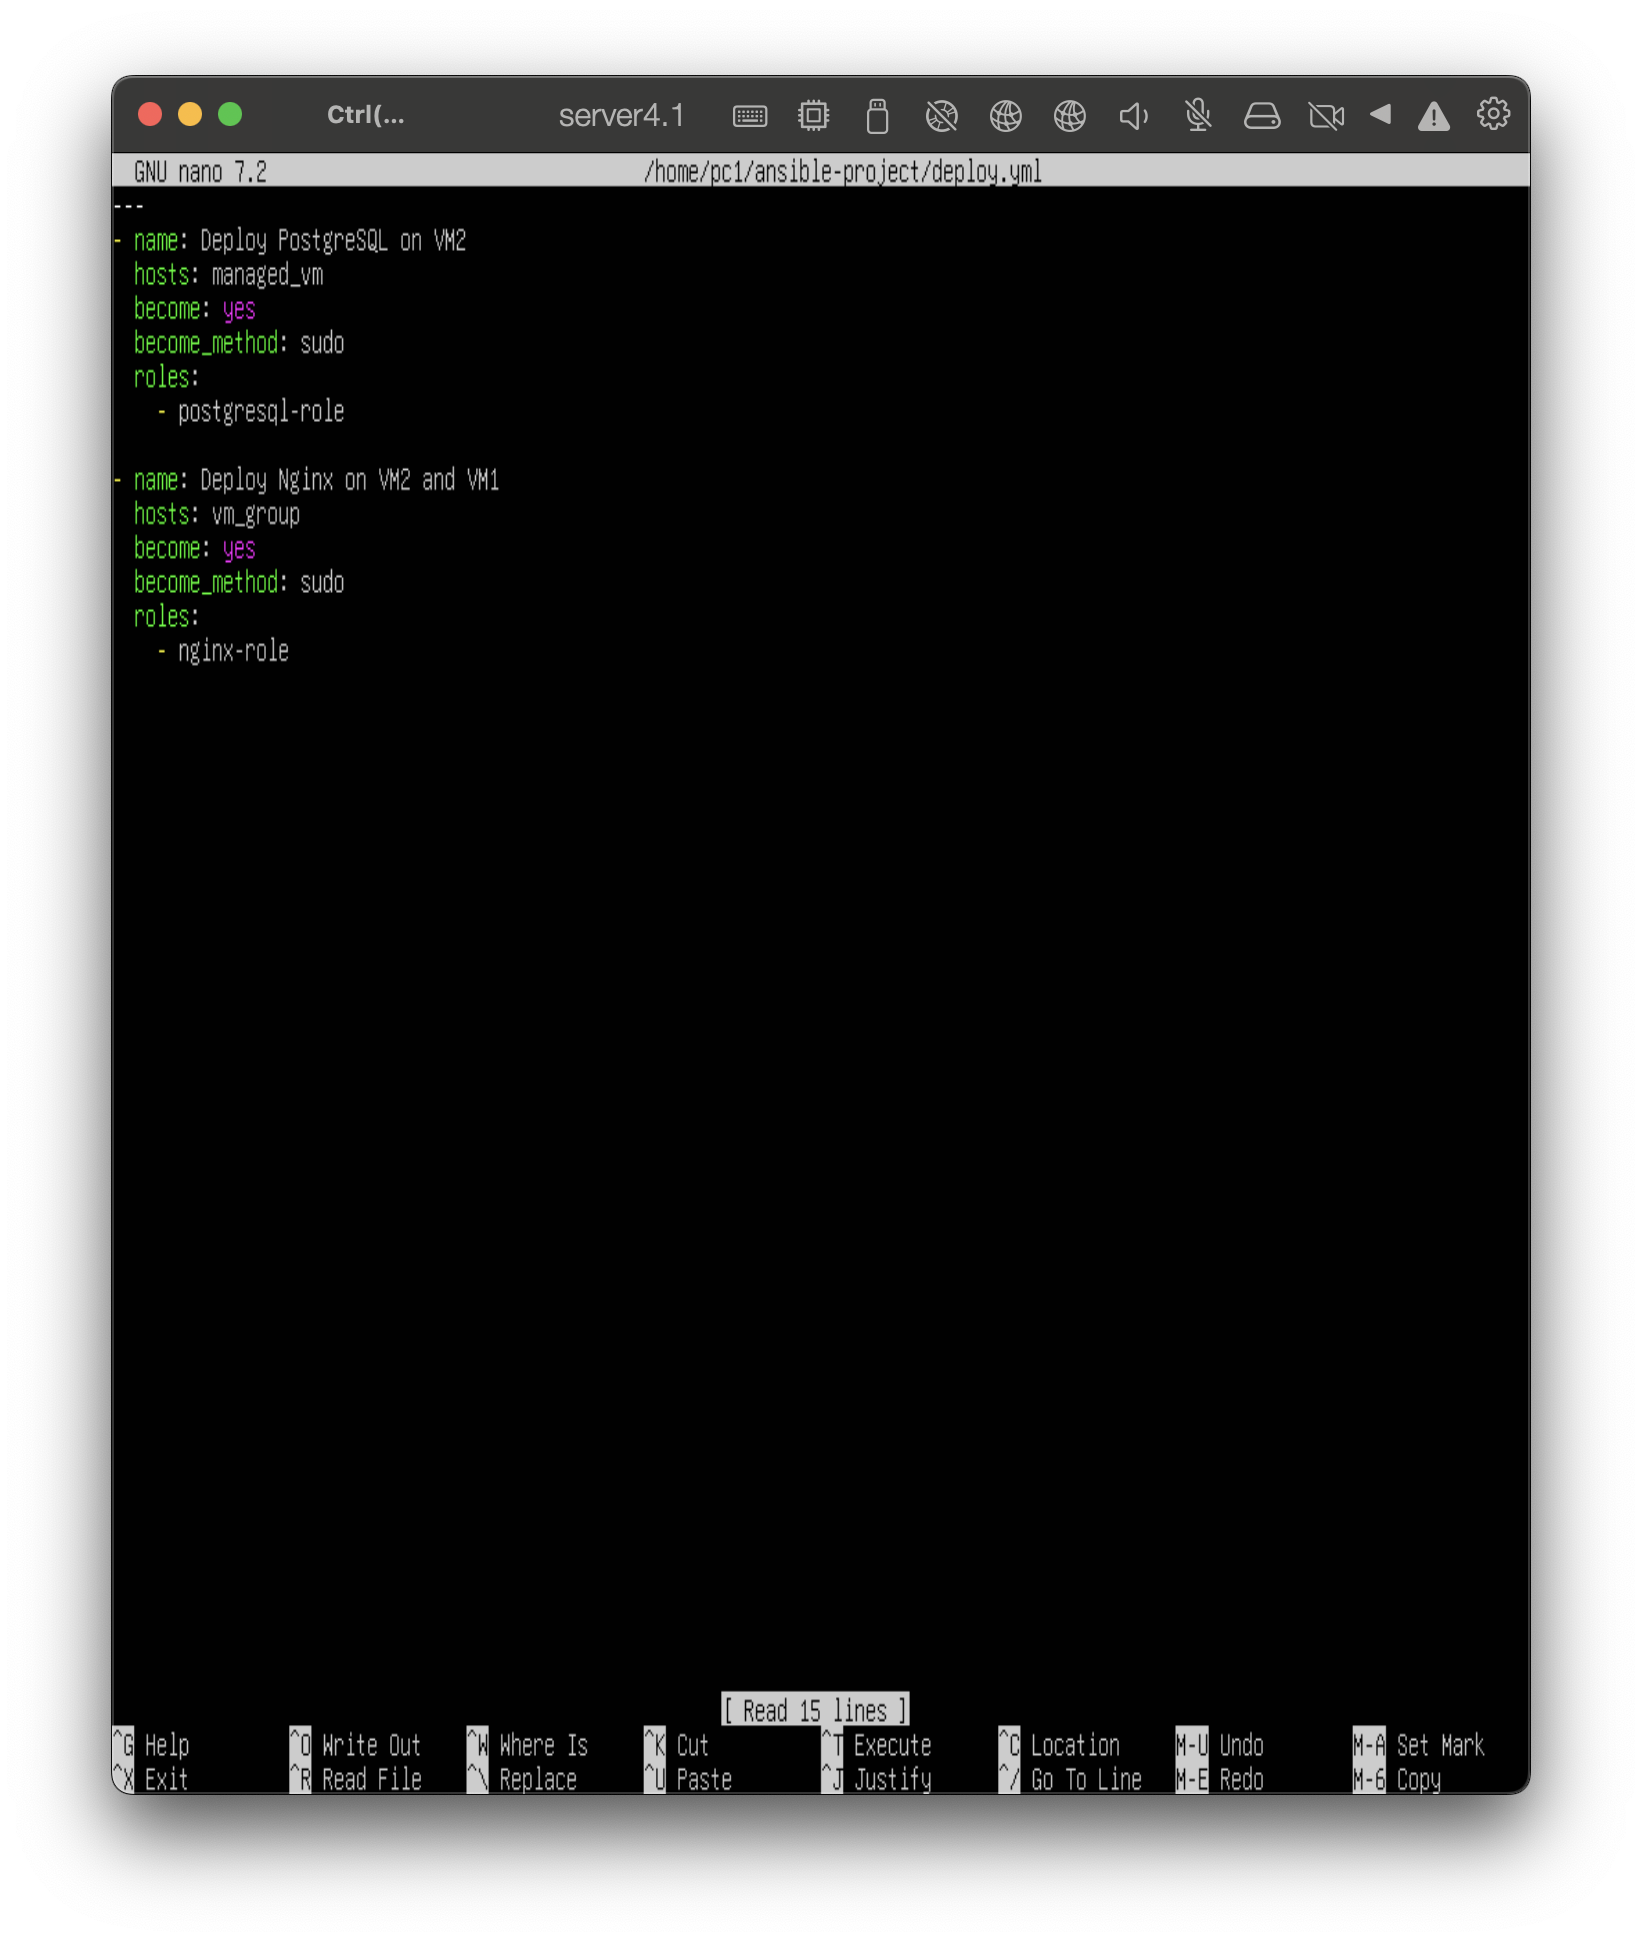 Ctrl(...
server4.1
GNU nano 7.2 /home/pc1/ansible-project/deploy.yml
---
- name: Deploy PostgreSQL on VM2
  hosts: managed_vm
  become: yes
  become_method: sudo
  roles:
    - postgresql-role

- name: Deploy Nginx on VM2 and VM1
  hosts: vm_group
  become: yes
  become_method: sudo
  roles:
    - nginx-role
[ Read 15 lines ]
^G Help ^O Write Out ^W Where Is ^K Cut ^T Execute ^C Location M-U Undo M-A Set Mark
^X Exit ^R Read File ^\ Replace ^U Paste ^J Justify ^/ Go To Line M-E Redo M-6 Copy